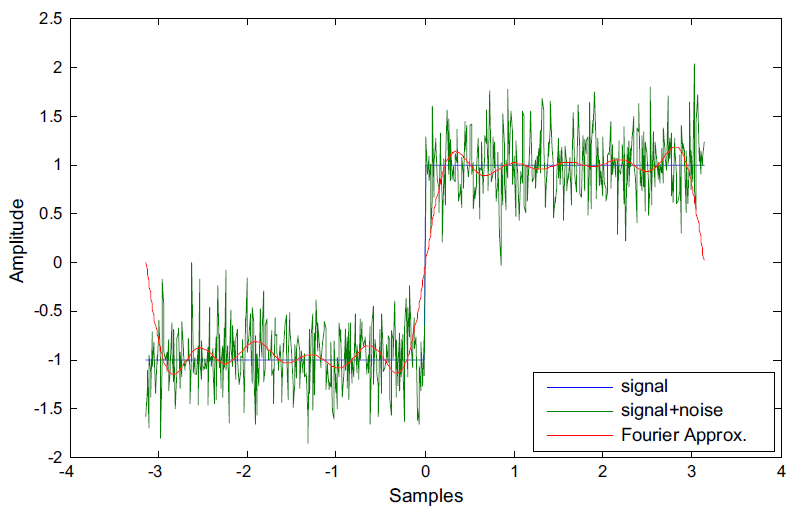 2.5
2
1.5
1
0.5
0
-0.5
-1
-1.5
-2
Amplitude
signal
signal+noise
Fourier Approx.
-4 -3 -2 -1 0 1 2 3 4
Samples